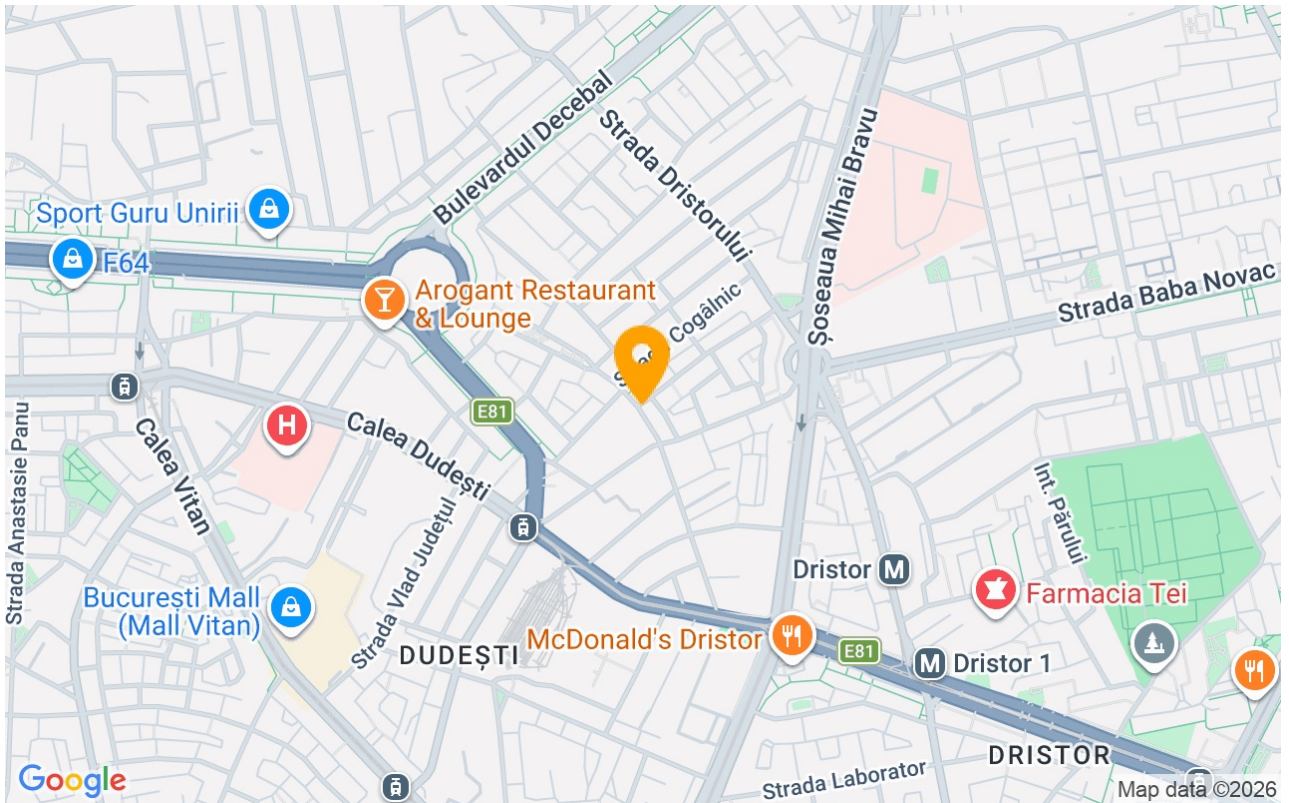 Bulevardul Decebal
Strada Dristorului
Șoseaua Mihai Bravu
Sport Guru Unirii
F64
Arogant Restaurant
& Lounge
Cogâlnic
Strada Baba Novac
E81
H
Calea Dudești
Calea Vitan
Strada Anastasie Panu
Strada Vlad Județul
Int. Părului
Dristor M
Farmacia Tei
București Mall
(Mall Vitan)
DUDEȘTI
McDonald's Dristor
E81
M Dristor 1
DRISTOR
Strada Laborator
Google
Map data ©2026